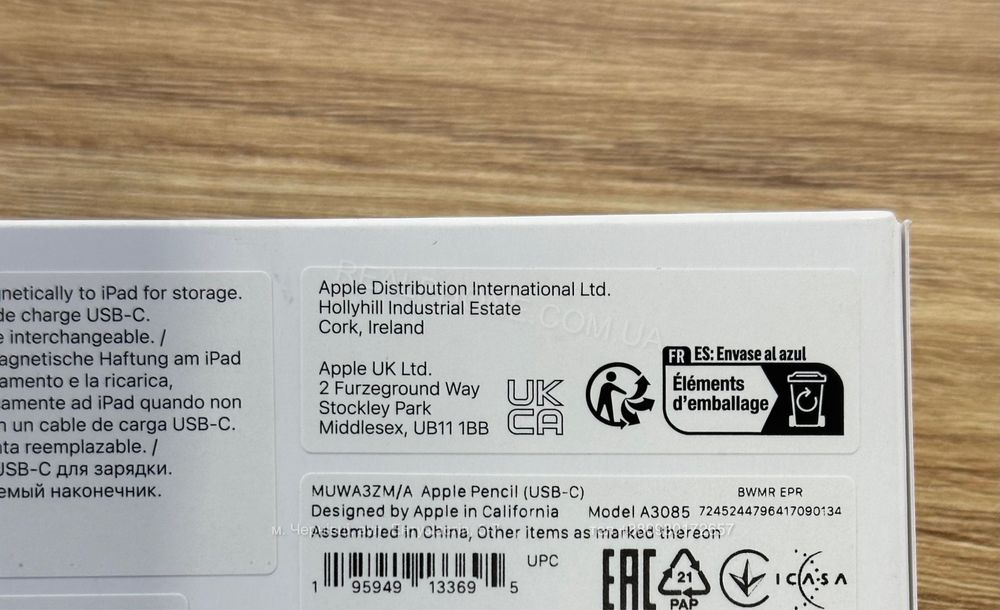 netically to iPad for storage.
de charge USB-C.
e interchangeable. /
agnetische Haftung am iPad
amento e la ricarica,
amente ad iPad quando non
n un cable de carga USB-C.
ta reemplazable. /
USB-C для зарядки.
емый наконечник.
Apple Distribution International Ltd.
Hollyhill Industrial Estate
Cork, Ireland
Apple UK Ltd.
2 Furzeground Way
Stockley Park
Middlesex, UB11 1BB
UK
CA
FR ES: Envase al azul
Éléments
d'emballage
MUWA3ZM/A Apple Pencil (USB-C)
Designed by Apple in California
Model A3085
Assembled in China, Other items as marked thereon
BWMR EPR
7245244796417090134
UPC
1 95949 13369 5
EAC
21
PAP
ICASA